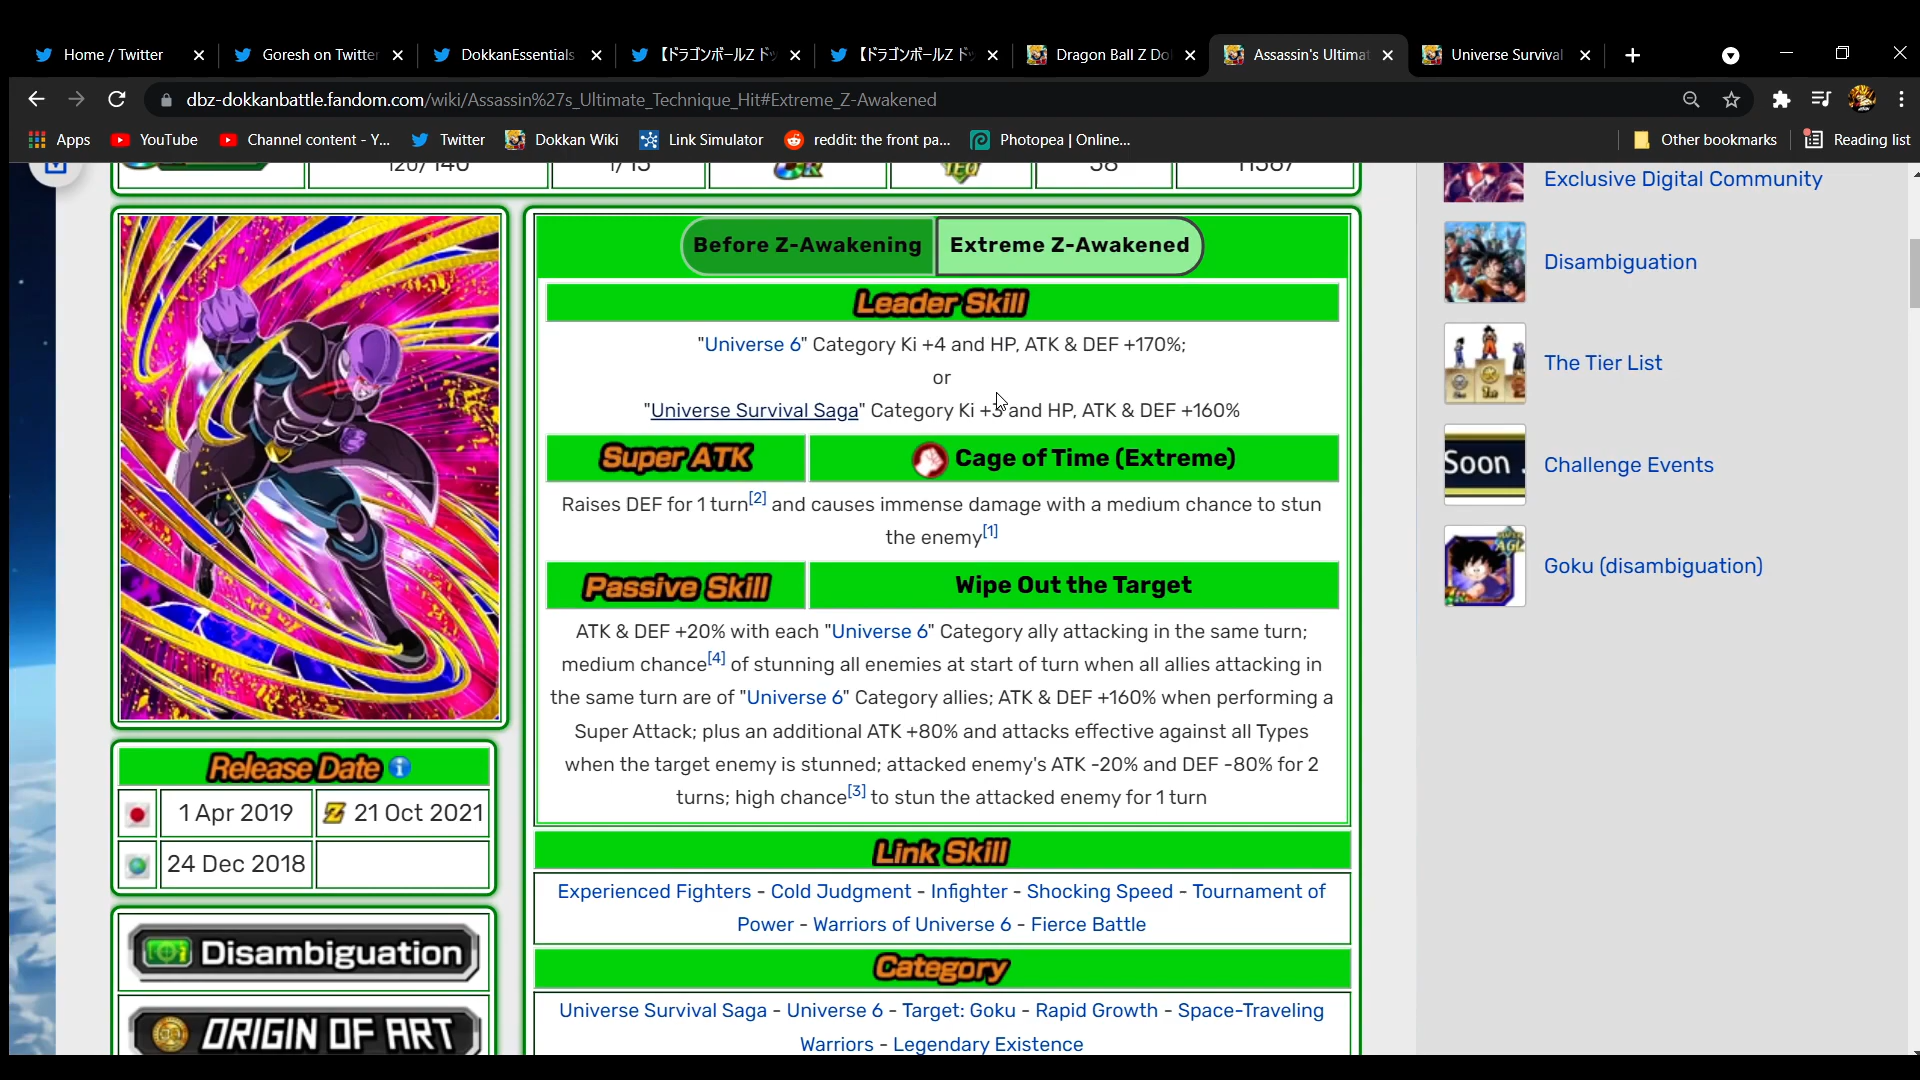 Home / Twitter
Goresh on Twitter
DokkanEssentials
【ドラゴンボールZ ド
【ドラゴンボールZ ド
Dragon Ball Z Do
Assassin's Ultimat
Universe Survival
dbz-dokkanbattle.fandom.com/wiki/Assassin%27s_Ultimate_Technique_Hit#Extreme_Z-Awakened
Apps
YouTube
Channel content - Y...
Twitter
Dokkan Wiki
Link Simulator
reddit: the front pa...
Photopea | Online...
Other bookmarks
Reading list
120/140
1/15
TEQ
58
Before Z-Awakening
Extreme Z-Awakened
Leader Skill
"Universe 6" Category Ki +4 and HP, ATK & DEF +170%;
or
"Universe Survival Saga" Category Ki +3 and HP, ATK & DEF +160%
Super ATK
Cage of Time (Extreme)
Raises DEF for 1 turn[2] and causes immense damage with a medium chance to stun
the enemy[1]
Passive Skill
Wipe Out the Target
ATK & DEF +20% with each "Universe 6" Category ally attacking in the same turn;
medium chance[4] of stunning all enemies at start of turn when all allies attacking in
the same turn are of "Universe 6" Category allies; ATK & DEF +160% when performing a
Super Attack; plus an additional ATK +80% and attacks effective against all Types
when the target enemy is stunned; attacked enemy's ATK -20% and DEF -80% for 2
turns; high chance[3] to stun the attacked enemy for 1 turn
Link Skill
Experienced Fighters - Cold Judgment - Infighter - Shocking Speed - Tournament of
Power - Warriors of Universe 6 - Fierce Battle
Category
Universe Survival Saga - Universe 6 - Target: Goku - Rapid Growth - Space-Traveling
Warriors - Legendary Existence
Release Date
1 Apr 2019
21 Oct 2021
24 Dec 2018
Disambiguation
ORIGIN OF ART
Exclusive Digital Community
Disambiguation
The Tier List
Soon .
Challenge Events
AGL
Goku (disambiguation)